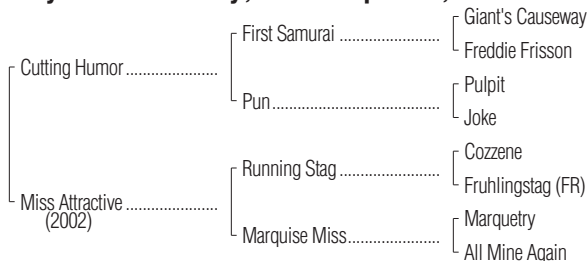 First Samurai ........................
Giant's Causeway
Freddie Frisson
Cutting Humor ......................
Pun........................................
Pulpit
Joke
Running Stag ........................
Cozzene
Fruhlingstag (FR)
Miss Attractive ......................
(2002)
Marquise Miss......................
Marquetry
All Mine Again